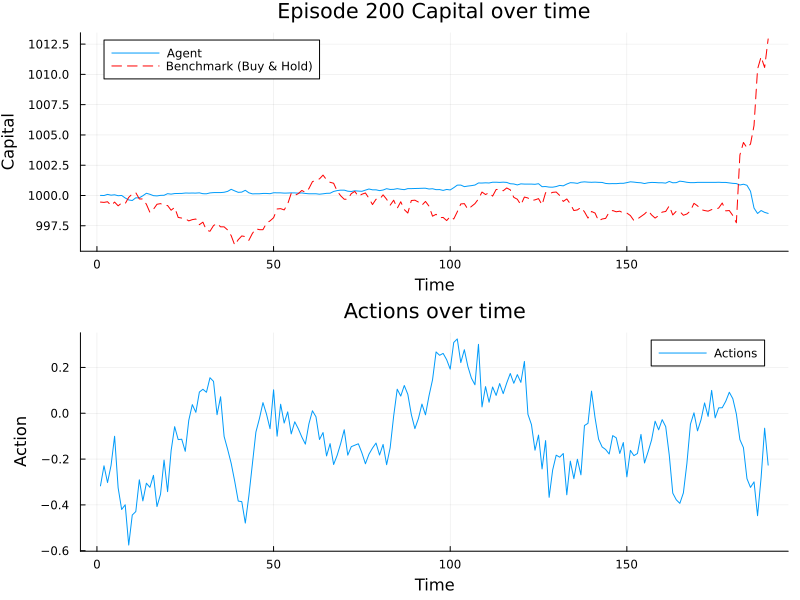 Episode 200 Capital over time
Capital
1012.5
1010.0
1007.5
1005.0
1002.5
1000.0
997.5
Agent
Benchmark (Buy & Hold)
0
50
100
150
Time
Actions over time
Action
0.2
0.0
−0.2
−0.4
−0.6
Actions
0
50
100
150
Time